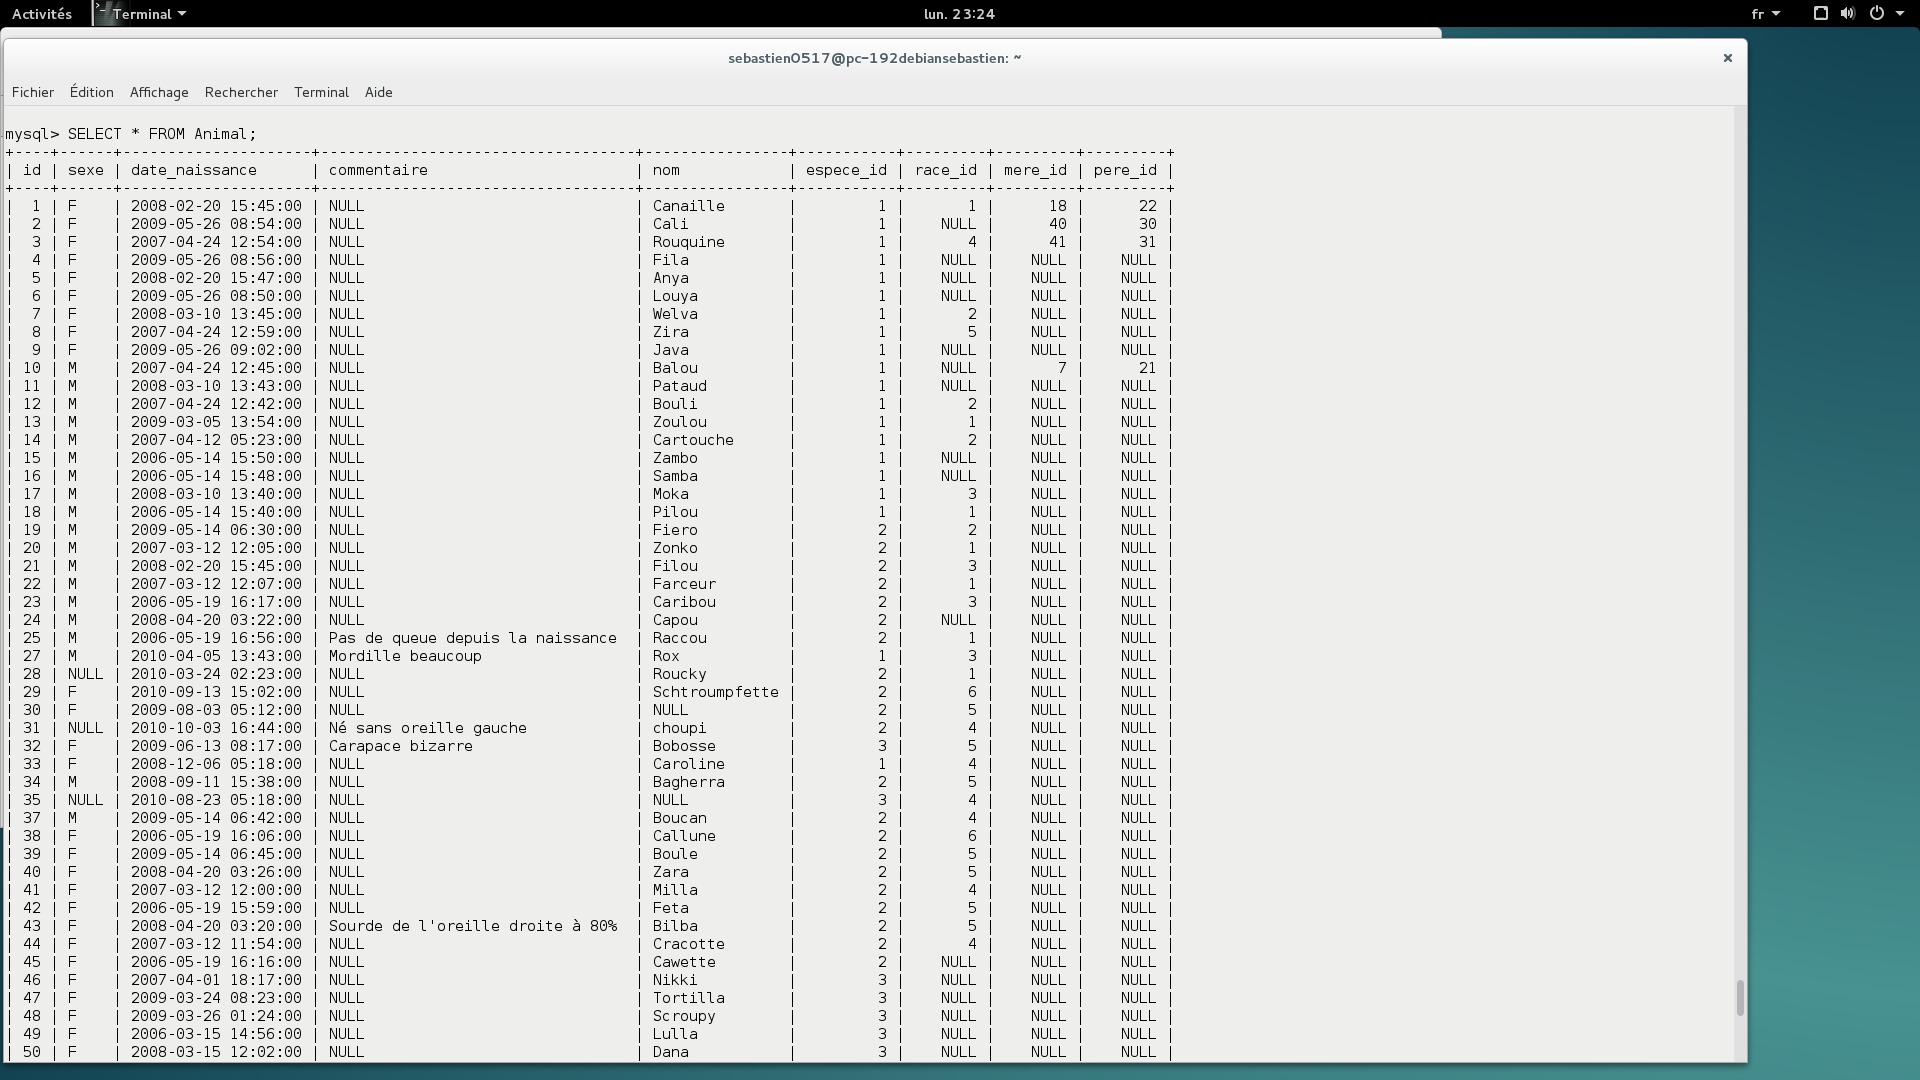 Activités Terminal lun. 23:24 fr
sebastien0517@pc-192debiansebastien: ~
Fichier Édition Affichage Rechercher Terminal Aide
mysql> SELECT * FROM Animal;
+----+------+---------------------+-----------------------------------+----------------+-----------+---------+---------+---------+
| id | sexe | date_naissance | commentaire | nom | espece_id | race_id | mere_id | pere_id |
+----+------+---------------------+-----------------------------------+----------------+-----------+---------+---------+---------+
| 1 | F | 2008-02-20 15:45:00 | NULL | Canaille | 1 | 1 | 18 | 22 |
| 2 | F | 2009-05-26 08:54:00 | NULL | Cali | 1 | NULL | 40 | 30 |
| 3 | F | 2007-04-24 12:54:00 | NULL | Rouquine | 1 | 4 | 41 | 31 |
| 4 | F | 2009-05-26 08:56:00 | NULL | Fila | 1 | NULL | NULL | NULL |
| 5 | F | 2008-02-20 15:47:00 | NULL | Anya | 1 | NULL | NULL | NULL |
| 6 | F | 2009-05-26 08:50:00 | NULL | Louya | 1 | NULL | NULL | NULL |
| 7 | F | 2008-03-10 13:45:00 | NULL | Welva | 1 | 2 | NULL | NULL |
| 8 | F | 2007-04-24 12:59:00 | NULL | Zira | 1 | 5 | NULL | NULL |
| 9 | F | 2009-05-26 09:02:00 | NULL | Java | 1 | NULL | NULL | NULL |
| 10 | M | 2007-04-24 12:45:00 | NULL | Balou | 1 | NULL | 7 | 21 |
| 11 | M | 2008-03-10 13:43:00 | NULL | Pataud | 1 | NULL | NULL | NULL |
| 12 | M | 2007-04-24 12:42:00 | NULL | Bouli | 1 | 2 | NULL | NULL |
| 13 | M | 2009-03-05 13:54:00 | NULL | Zoulou | 1 | 1 | NULL | NULL |
| 14 | M | 2007-04-12 05:23:00 | NULL | Cartouche | 1 | 2 | NULL | NULL |
| 15 | M | 2006-05-14 15:50:00 | NULL | Zambo | 1 | NULL | NULL | NULL |
| 16 | M | 2006-05-14 15:48:00 | NULL | Samba | 1 | NULL | NULL | NULL |
| 17 | M | 2008-03-10 13:40:00 | NULL | Moka | 1 | 3 | NULL | NULL |
| 18 | M | 2006-05-14 15:40:00 | NULL | Pilou | 1 | 1 | NULL | NULL |
| 19 | M | 2009-05-14 06:30:00 | NULL | Fiero | 2 | 2 | NULL | NULL |
| 20 | M | 2007-03-12 12:05:00 | NULL | Zonko | 2 | 1 | NULL | NULL |
| 21 | M | 2008-02-20 15:45:00 | NULL | Filou | 2 | 3 | NULL | NULL |
| 22 | M | 2007-03-12 12:07:00 | NULL | Farceur | 2 | 1 | NULL | NULL |
| 23 | M | 2006-05-19 16:17:00 | NULL | Caribou | 2 | 3 | NULL | NULL |
| 24 | M | 2008-04-20 03:22:00 | NULL | Capou | 2 | NULL | NULL | NULL |
| 25 | M | 2006-05-19 16:56:00 | Pas de queue depuis la naissance | Raccou | 2 | 1 | NULL | NULL |
| 27 | M | 2010-04-05 13:43:00 | Mordille beaucoup | Rox | 1 | 3 | NULL | NULL |
| 28 | NULL | 2010-03-24 02:23:00 | NULL | Roucky | 2 | 1 | NULL | NULL |
| 29 | F | 2010-09-13 15:02:00 | NULL | Schtroumpfette | 2 | 6 | NULL | NULL |
| 30 | F | 2009-08-03 05:12:00 | NULL | NULL | 2 | 5 | NULL | NULL |
| 31 | NULL | 2010-10-03 16:44:00 | Né sans oreille gauche | choupi | 2 | 4 | NULL | NULL |
| 32 | F | 2009-06-13 08:17:00 | Carapace bizarre | Bobosse | 3 | 5 | NULL | NULL |
| 33 | F | 2008-12-06 05:18:00 | NULL | Caroline | 1 | 4 | NULL | NULL |
| 34 | M | 2008-09-11 15:38:00 | NULL | Bagherra | 2 | 5 | NULL | NULL |
| 35 | NULL | 2010-08-23 05:18:00 | NULL | NULL | 3 | 4 | NULL | NULL |
| 37 | M | 2009-05-14 06:42:00 | NULL | Boucan | 2 | 4 | NULL | NULL |
| 38 | F | 2006-05-19 16:06:00 | NULL | Callune | 2 | 6 | NULL | NULL |
| 39 | F | 2009-05-14 06:45:00 | NULL | Boule | 2 | 5 | NULL | NULL |
| 40 | F | 2008-04-20 03:26:00 | NULL | Zara | 2 | 5 | NULL | NULL |
| 41 | F | 2007-03-12 12:00:00 | NULL | Milla | 2 | 4 | NULL | NULL |
| 42 | F | 2006-05-19 15:59:00 | NULL | Feta | 2 | 5 | NULL | NULL |
| 43 | F | 2008-04-20 03:20:00 | Sourde de l'oreille droite à 80% | Bilba | 2 | 5 | NULL | NULL |
| 44 | F | 2007-03-12 11:54:00 | NULL | Cracotte | 2 | 4 | NULL | NULL |
| 45 | F | 2006-05-19 16:16:00 | NULL | Cawette | 2 | NULL | NULL | NULL |
| 46 | F | 2007-04-01 18:17:00 | NULL | Nikki | 3 | NULL | NULL | NULL |
| 47 | F | 2009-03-24 08:23:00 | NULL | Tortilla | 3 | NULL | NULL | NULL |
| 48 | F | 2009-03-26 01:24:00 | NULL | Scroupy | 3 | NULL | NULL | NULL |
| 49 | F | 2006-03-15 14:56:00 | NULL | Lulla | 3 | NULL | NULL | NULL |
| 50 | F | 2008-03-15 12:02:00 | NULL | Dana | 3 | NULL | NULL | NULL |